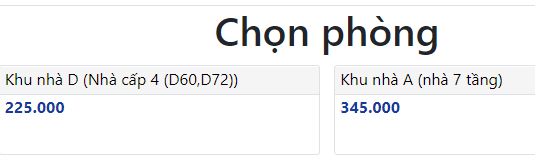 Chọn phòng
Khu nhà D (Nhà cấp 4 (D60,D72))
225.000
Khu nhà A (nhà 7 tầng)
345.000